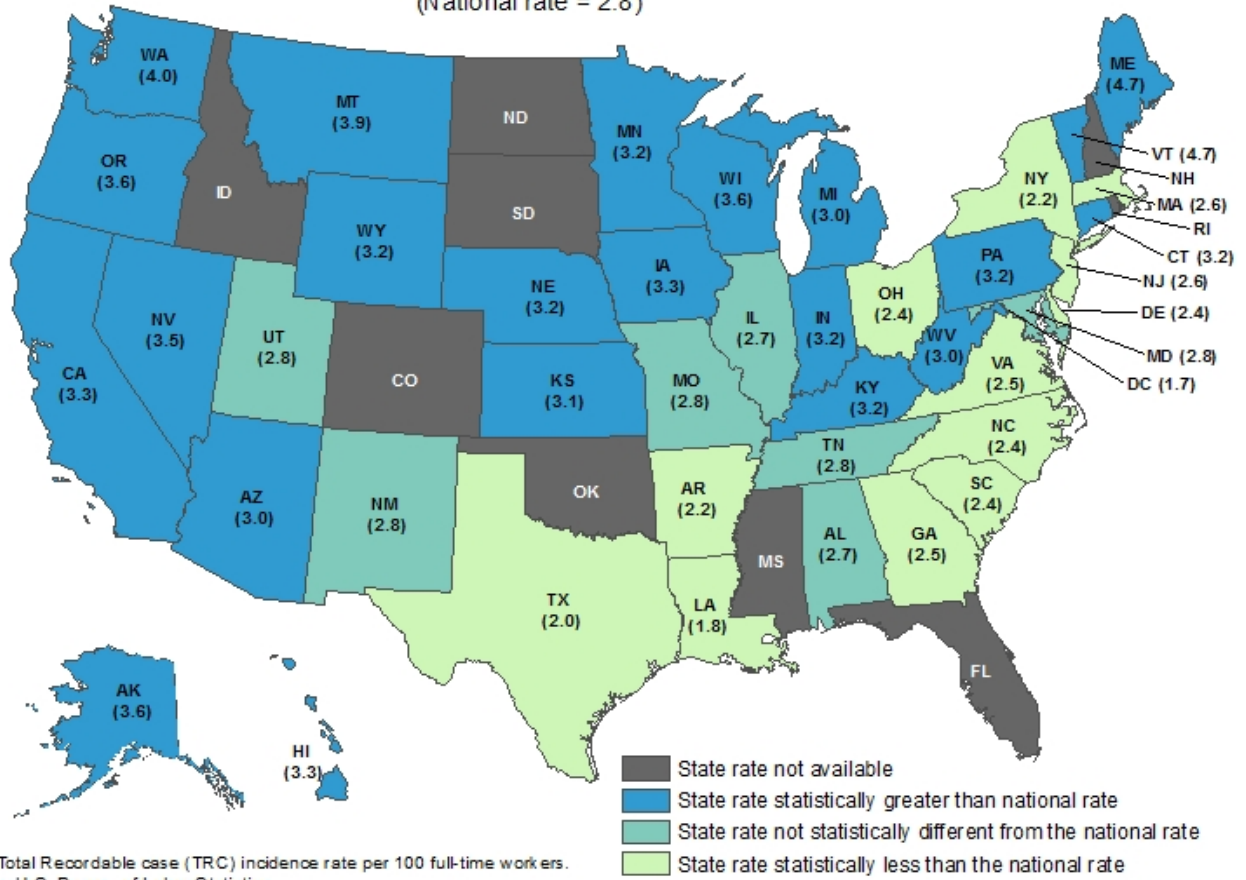 (National rate = 2.8)
WA
(4.0)
MT
(3.9)
ND
MN
(3.2)
ME
(4.7)
OR
(3.6)
ID
SD
WI
(3.6)
MI
(3.0)
NY
(2.2)
VT (4.7)
NH
MA (2.6)
RI
CT (3.2)
NJ (2.6)
DE (2.4)
MD (2.8)
DC (1.7)
WY
(3.2)
NE
(3.2)
IA
(3.3)
PA
(3.2)
NV
(3.5)
UT
(2.8)
IL
(2.7)
IN
(3.2)
OH
(2.4)
WV
(3.0)
VA
(2.5)
CA
(3.3)
CO
KS
(3.1)
MO
(2.8)
KY
(3.2)
NC
(2.4)
TN
(2.8)
SC
(2.4)
AZ
(3.0)
NM
(2.8)
OK
AR
(2.2)
MS
AL
(2.7)
GA
(2.5)
TX
(2.0)
LA
(1.8)
FL
AK
(3.6)
HI
(3.3)
State rate not available
State rate statistically greater than national rate
State rate not statistically different from the national rate
State rate statistically less than the national rate
Total Recordable case (TRC) incidence rate per 100 full-time workers.